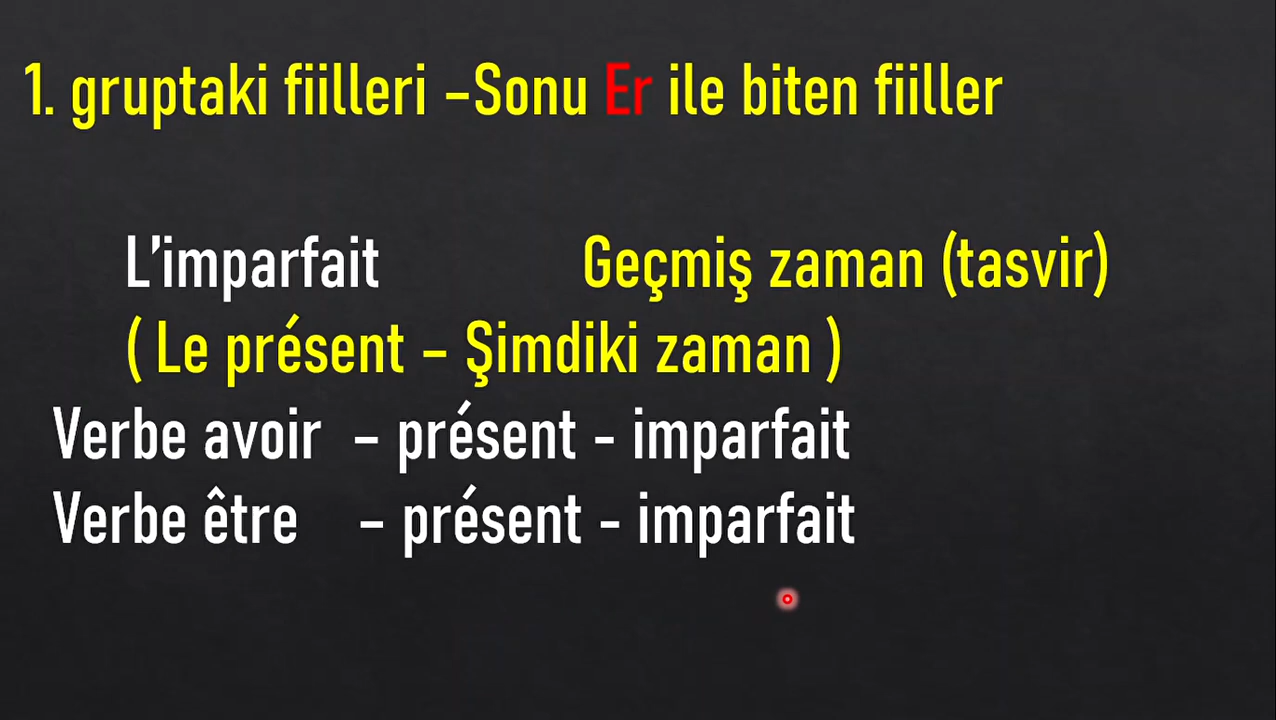 1. gruptaki fiilleri –Sonu Er ile biten fiiller
L’imparfait Geçmiş zaman (tasvir)
( Le présent – Şimdiki zaman )
Verbe avoir – présent - imparfait
Verbe être – présent - imparfait